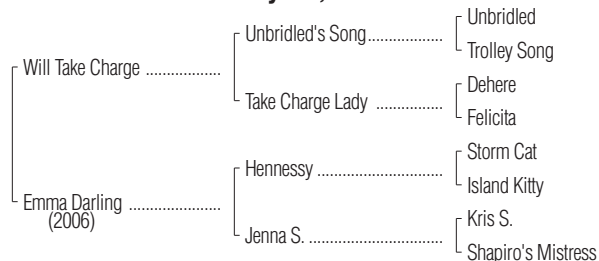 Unbridled
Unbridled's Song..................
Trolley Song
Will Take Charge ..................
Dehere
Take Charge Lady ..................
Felicita
Storm Cat
Hennessy ..............................
Island Kitty
Emma Darling ......................
(2006)
Kris S.
Jenna S. ................................
Shapiro's Mistress